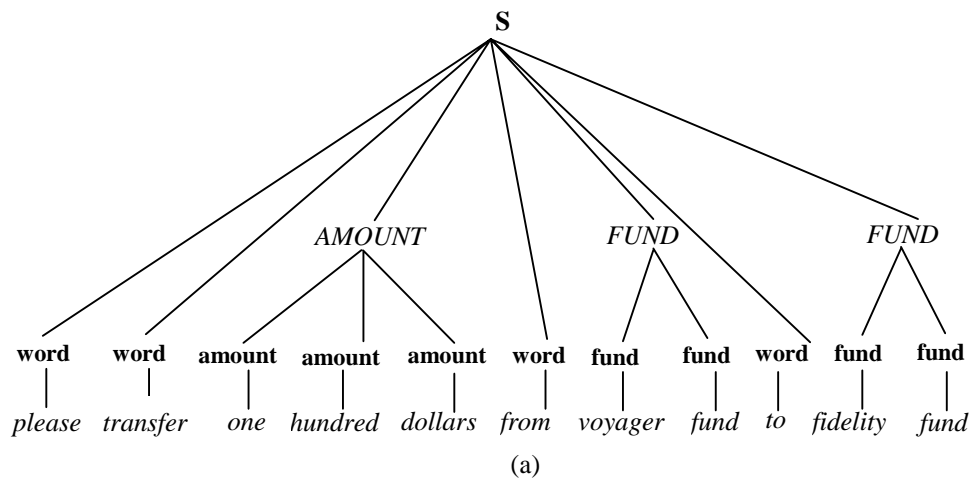 S
AMOUNT FUND FUND
word word amount amount amount word fund fund word fund fund
please transfer one hundred dollars from voyager fund to fidelity fund
(a)